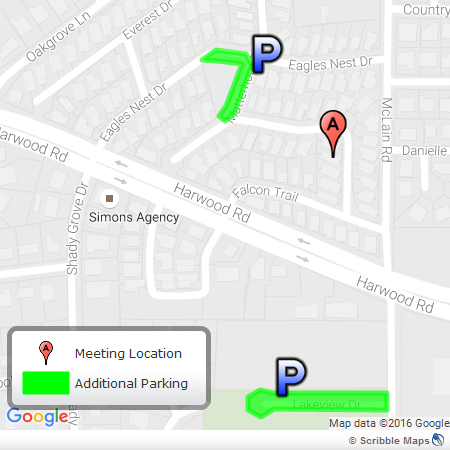 Country
Oakgrove Ln
Everest Dr
P
Eagles Nest Dr
McLain Rd
Eagles Nest Dr
A
Danielle
Harwood Rd
Shady Grove Dr
Falcon Trail
Harwood Rd
Simons Agency
Harwood Rd
A Meeting Location
Additional Parking
P
Lakeview Dr
Google
Map data ©2016 Google
© Scribble Maps